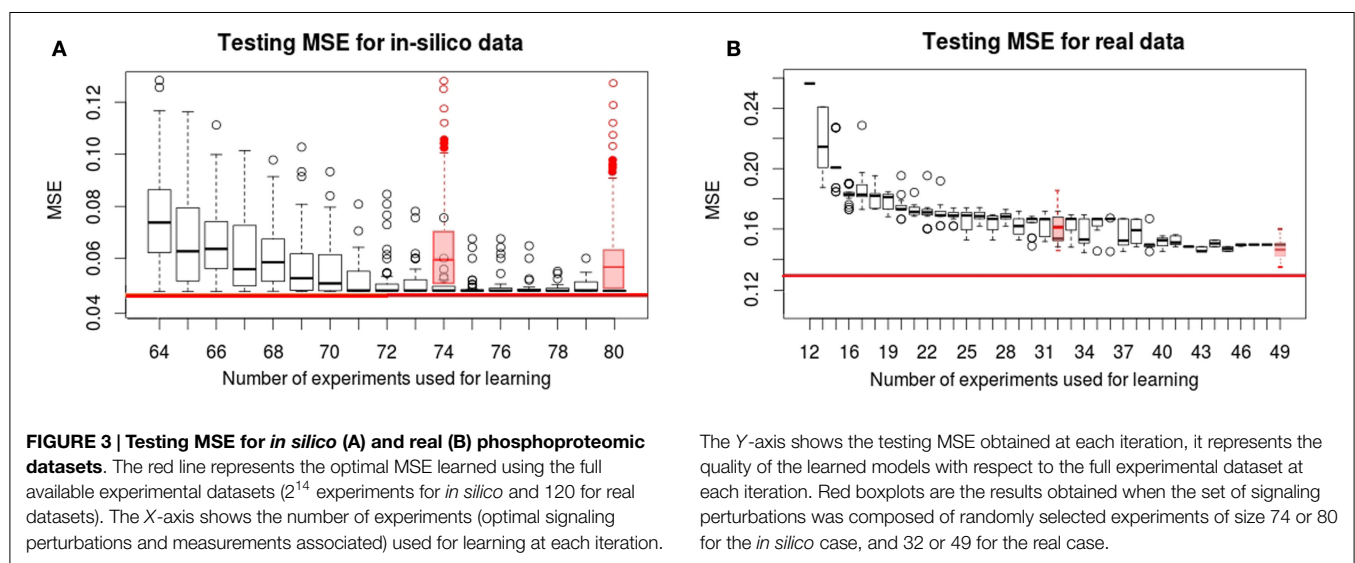 A
Testing MSE for in-silico data
MSE
0.04 0.06 0.08 0.10 0.12
64 66 68 70 72 74 76 78 80
Number of experiments used for learning
B
Testing MSE for real data
MSE
0.12 0.16 0.20 0.24
12 16 19 22 25 28 31 34 37 40 43 46 49
Number of experiments used for learning
FIGURE 3 | Testing MSE for in silico (A) and real (B) phosphoproteomic
datasets. The red line represents the optimal MSE learned using the full
available experimental datasets (2¹⁴ experiments for in silico and 120 for real
datasets). The X-axis shows the number of experiments (optimal signaling
perturbations and measurements associated) used for learning at each iteration.
The Y-axis shows the testing MSE obtained at each iteration, it represents the
quality of the learned models with respect to the full experimental dataset at
each iteration. Red boxplots are the results obtained when the set of signaling
perturbations was composed of randomly selected experiments of size 74 or 80
for the in silico case, and 32 or 49 for the real case.